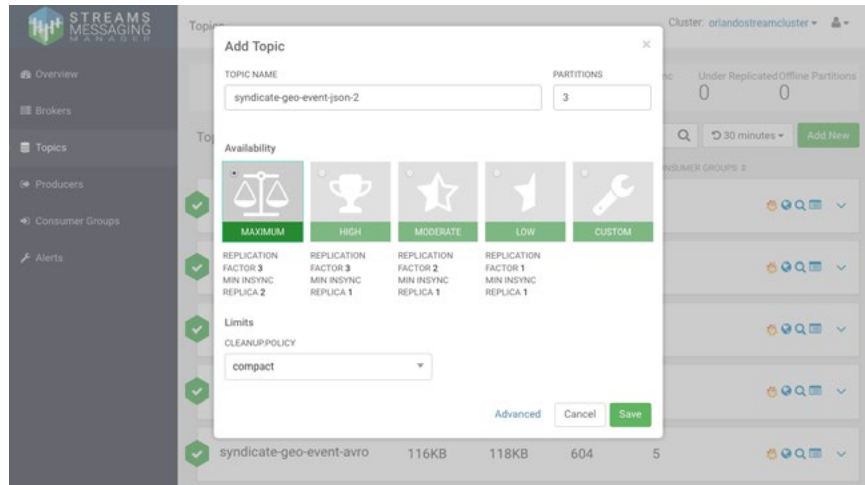 STREAMS
MESSAGING
MANAGER
Topics
Cluster: orlandostreamcluster
Overview
Brokers
Topics
Producers
Consumer Groups
Alerts
Under Replicated
0
Offline Partitions
0
30 minutes
Add New
CONSUMER GROUPS
Add Topic
×
TOPIC NAME
syndicate-geo-event-json-2
PARTITIONS
3
Availability
MAXIMUM
REPLICATION
FACTOR 3
MIN INSYNC
REPLICA 2
HIGH
REPLICATION
FACTOR 3
MIN INSYNC
REPLICA 1
MODERATE
REPLICATION
FACTOR 2
MIN INSYNC
REPLICA 1
LOW
REPLICATION
FACTOR 1
MIN INSYNC
REPLICA 1
CUSTOM
Limits
CLEANUP.POLICY
compact
Advanced
Cancel
Save
syndicate-geo-event-avro 116KB 118KB 604 5